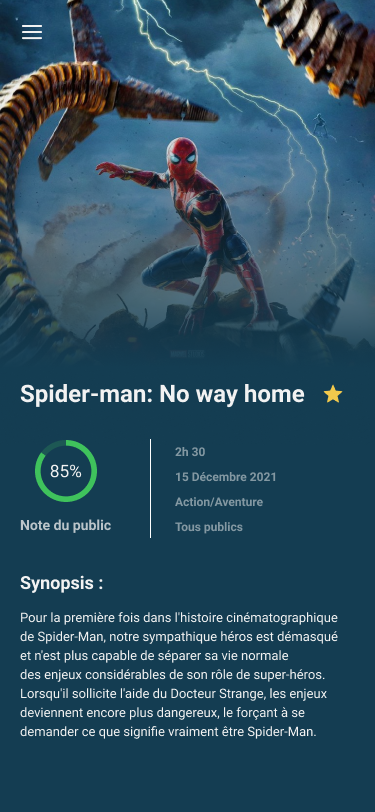 Spider-man: No way home
85%
Note du public
2h 30
15 Décembre 2021
Action/Aventure
Tous publics
Synopsis :
Pour la première fois dans l'histoire cinématographique
de Spider-Man, notre sympathique héros est démasqué
et n'est plus capable de séparer sa vie normale
des enjeux considérables de son rôle de super-héros.
Lorsqu'il sollicite l'aide du Docteur Strange, les enjeux
deviennent encore plus dangereux, le forçant à se
demander ce que signifie vraiment être Spider-Man.